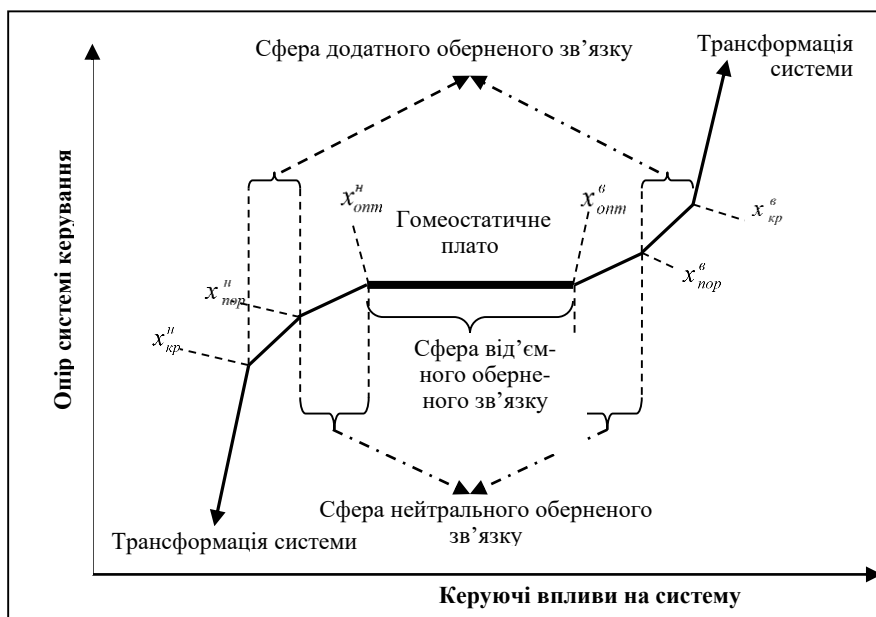 Сфера додатного оберненого зв’язку
Трансформація
системи
Опір системі керування
x^н_опт
x^в_опт
Гомеостатичне
плато
x^в_кр
x^в_пор
x^н_пор
x^н_кр
Сфера від’єм-
ного оберне-
ного зв’язку
Сфера нейтрального оберненого
зв’язку
Трансформація системи
Керуючі впливи на систему